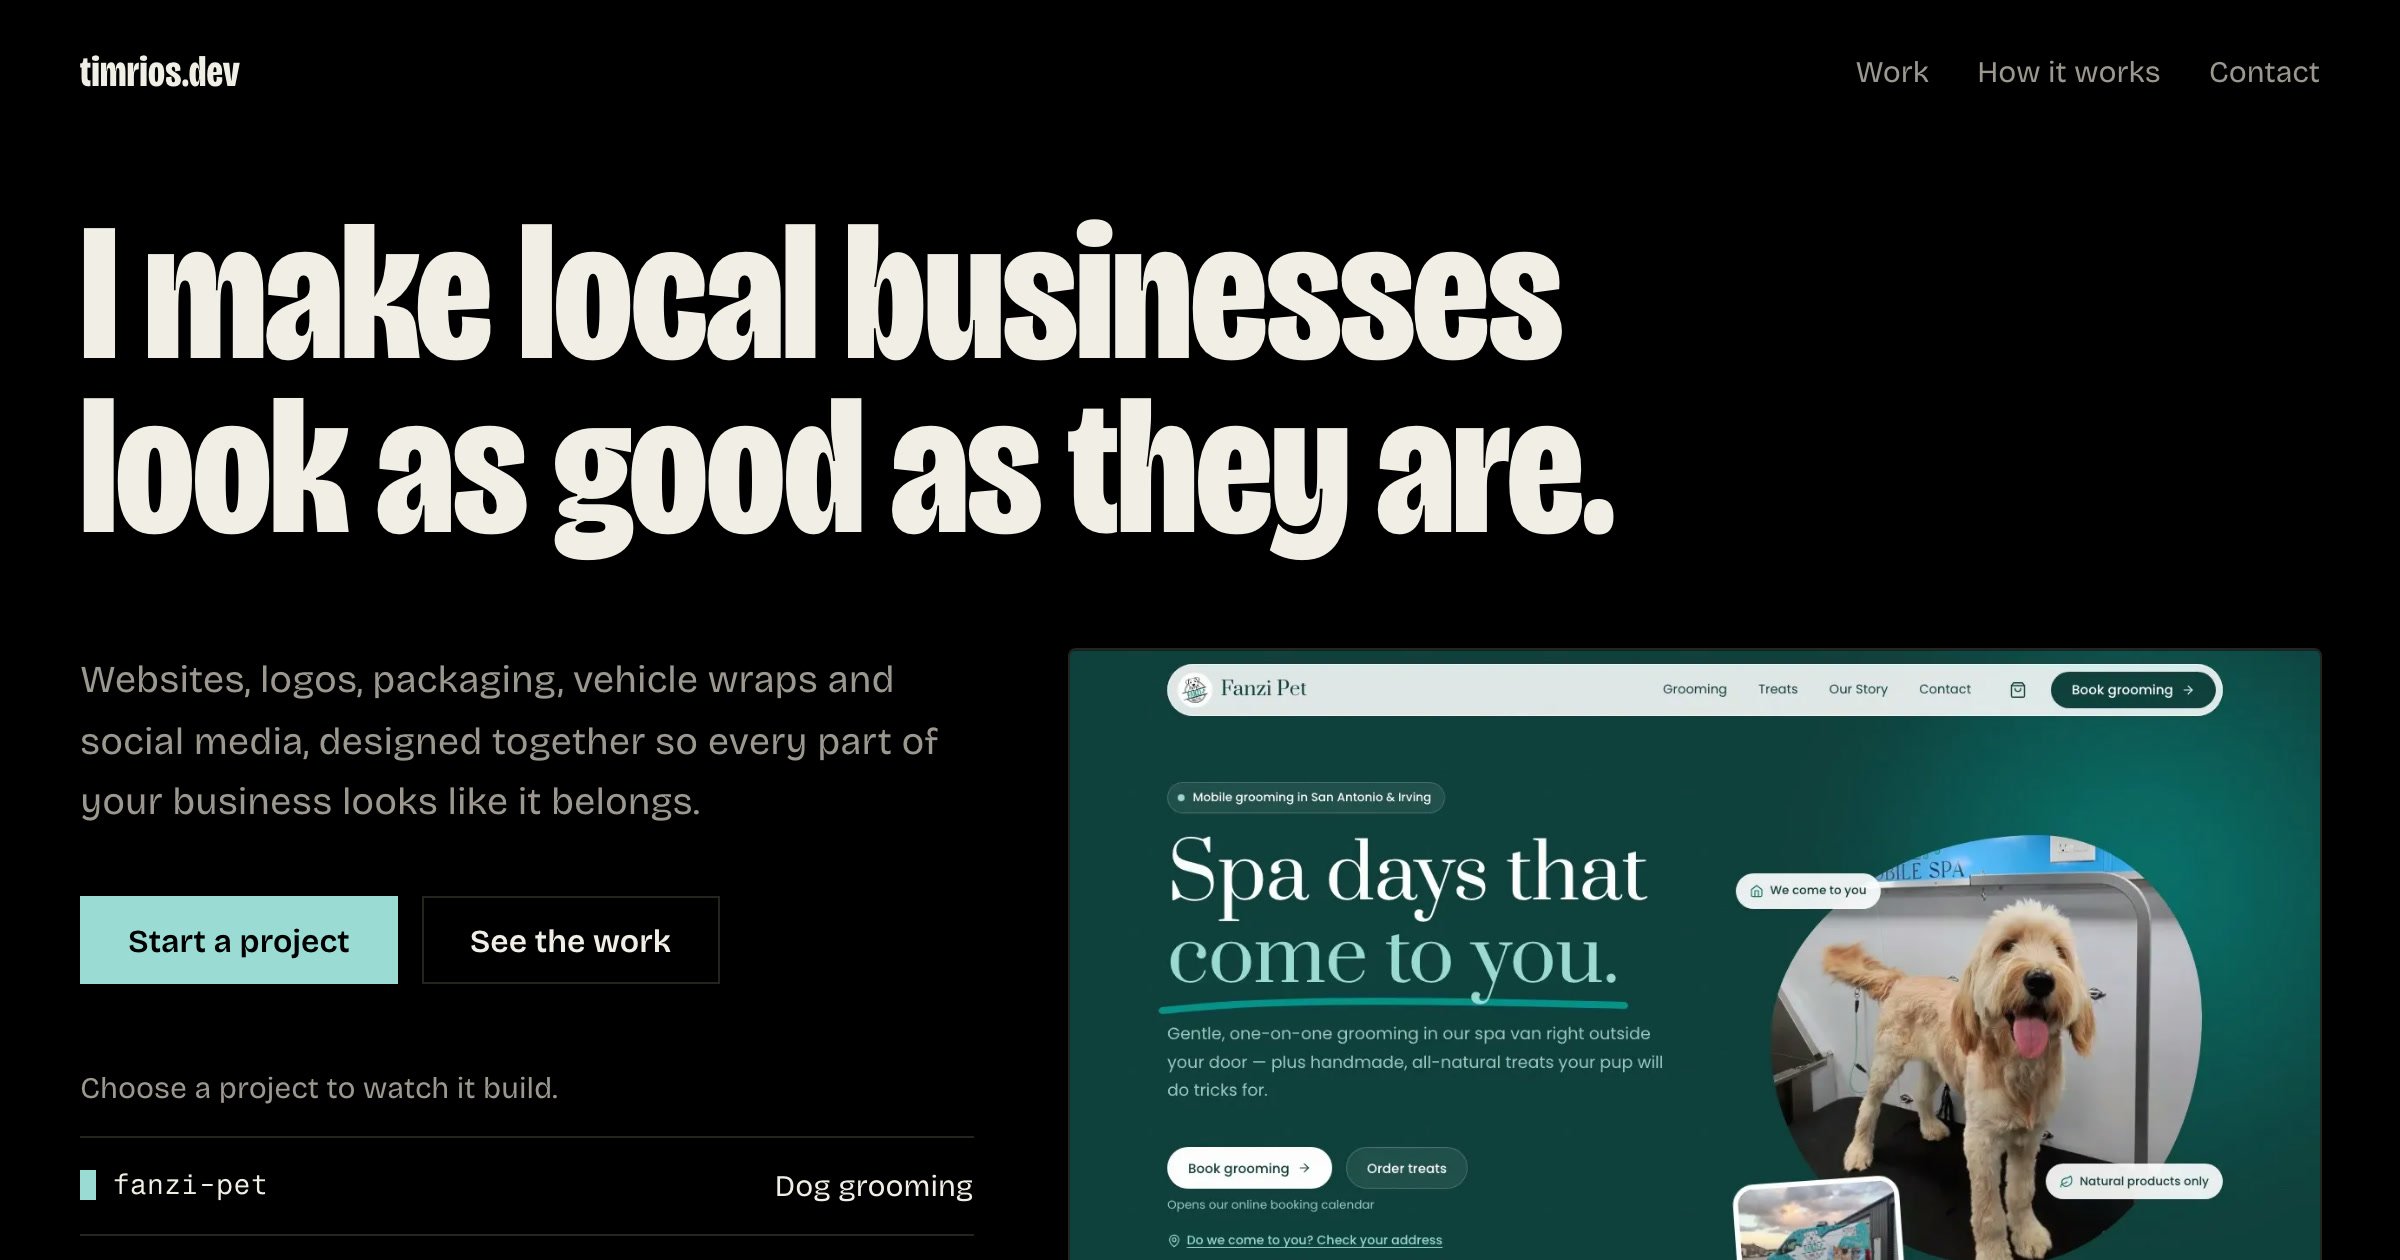 timrios.dev
Work How it works Contact
I make local businesses
look as good as they are.
Websites, logos, packaging, vehicle wraps and
social media, designed together so every part of
your business looks like it belongs.
Start a project
See the work
Choose a project to watch it build.
fanzi-pet Dog grooming
Fanzi Pet
Grooming Treats Our Story Contact Book grooming
Mobile grooming in San Antonio & Irving
Spa days that
come to you.
Gentle, one-on-one grooming in our spa van right outside
your door — plus handmade, all-natural treats your pup will
do tricks for.
Book grooming
Order treats
Opens our online booking calendar
Do we come to you? Check your address
SPA
We come to you
Natural products only